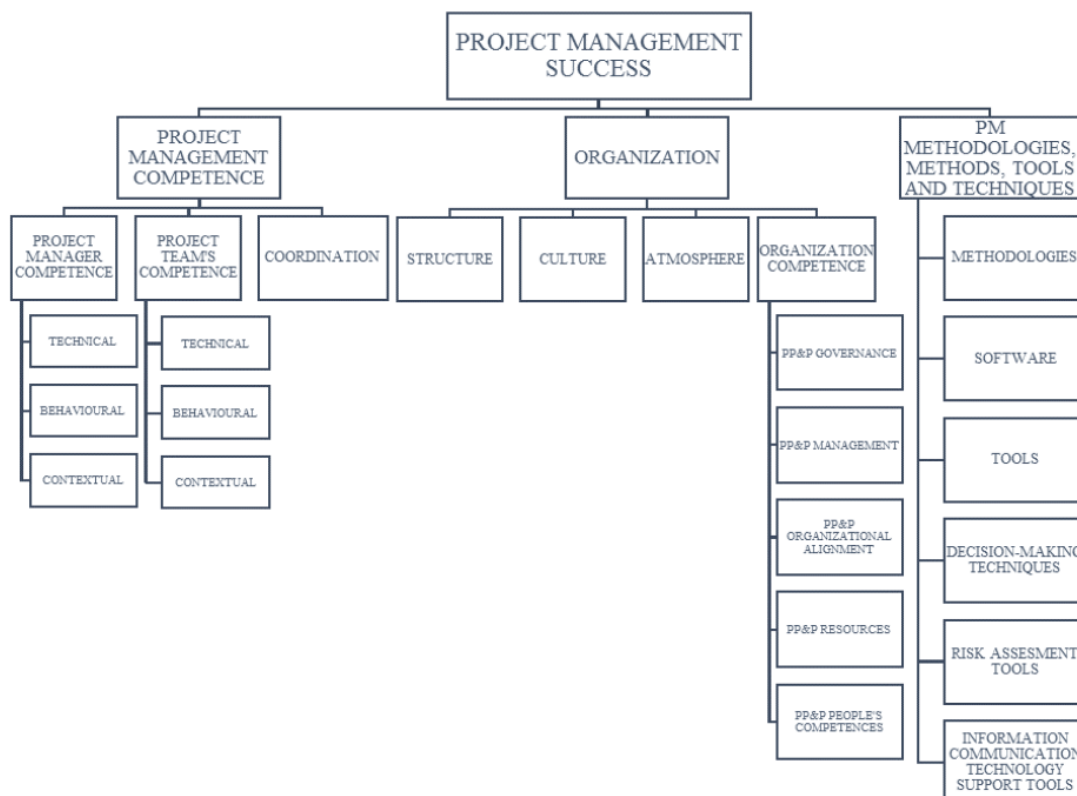 PROJECT MANAGEMENT
SUCCESS
PROJECT
MANAGEMENT
COMPETENCE
ORGANIZATION
PM
METHODOLOGIES,
METHODS, TOOLS
AND TECHNIQUES
PROJECT
MANAGER
COMPETENCE
PROJECT
TEAM'S
COMPETENCE
COORDINATION
STRUCTURE
CULTURE
ATMOSPHERE
ORGANIZATION
COMPETENCE
METHODOLOGIES
TECHNICAL
BEHAVIOURAL
CONTEXTUAL
TECHNICAL
BEHAVIOURAL
CONTEXTUAL
PP&P GOVERNANCE
PP&P MANAGEMENT
PP&P
ORGANIZATIONAL
ALIGNMENT
PP&P RESOURCES
PP&P PEOPLE'S
COMPETENCES
SOFTWARE
TOOLS
DECISION-MAKING
TECHNIQUES
RISK ASSESMENT
TOOLS
INFORMATION
COMMUNICATION
TECHNOLOGY
SUPPORT TOOLS